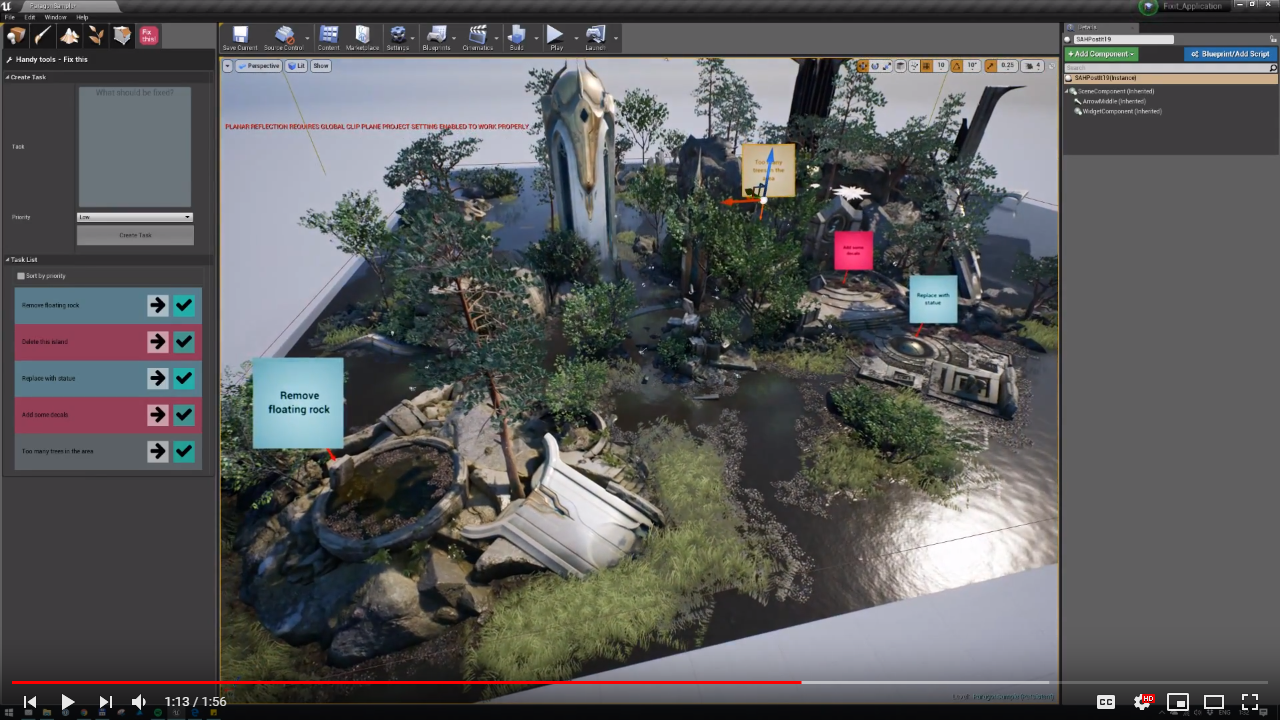 ParagonSample
Fixit_Application
File Edit Window Help
Fix this!
Save Current Source Control Content Marketplace Settings Blueprints Cinematics Build Play Launch
Details
SAHPostIt19
Handy tools - Fix this
+ Add Component
Blueprint/Add Script
Perspective Lit Show
10 10° 0.25 4
Search
Create Task
SAHPostIt19(Instance)
What should be fixed?
SceneComponent (Inherited)
ArrowMiddle (Inherited)
WidgetComponent (Inherited)
PLANAR REFLECTION REQUIRES GLOBAL CLIP PLANE PROJECT SETTING ENABLED TO WORK PROPERLY
Task
Too many
trees in the
area
Priority
Low
Create Task
Add some
decals
Task List
Sort by priority
Replace with
statue
Remove floating rock
Delete this island
Replace with statue
Remove
floating rock
Add some decals
Too many trees in the area
1:13 / 1:56
CC
HD
ENG